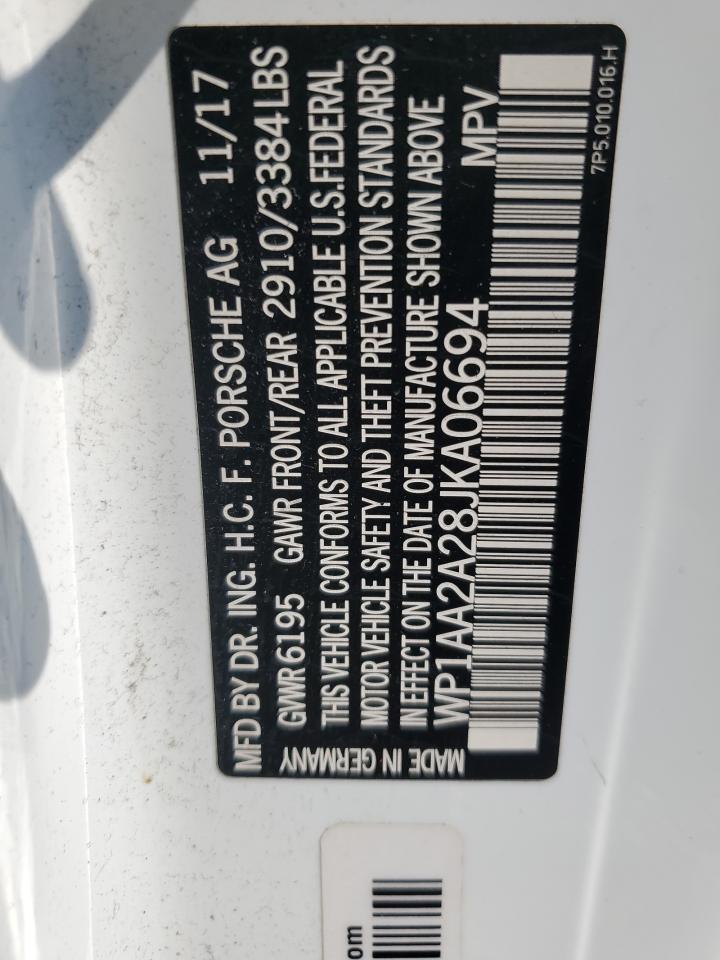 MFD BY DR. ING. H.C. F. PORSCHE AG 11/17
GVWR 6195 GAWR FRONT/REAR 2910/3384 LBS
THIS VEHICLE CONFORMS TO ALL APPLICABLE U.S. FEDERAL
MOTOR VEHICLE SAFETY AND THEFT PREVENTION STANDARDS
IN EFFECT ON THE DATE OF MANUFACTURE SHOWN ABOVE
WP1AA2A28JKA06694 MPV
MADE IN GERMANY
7P5.010.016.H
om